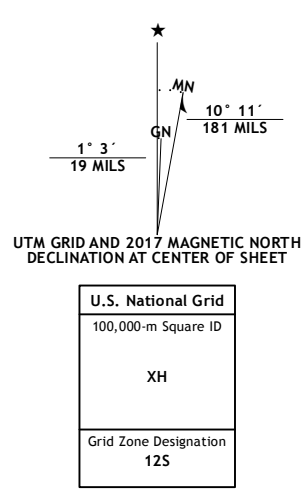 ★
MN
GN
10° 11´
181 MILS
1° 3´
19 MILS
UTM GRID AND 2017 MAGNETIC NORTH
DECLINATION AT CENTER OF SHEET
U.S. National Grid
100,000-m Square ID
XH
Grid Zone Designation
12S